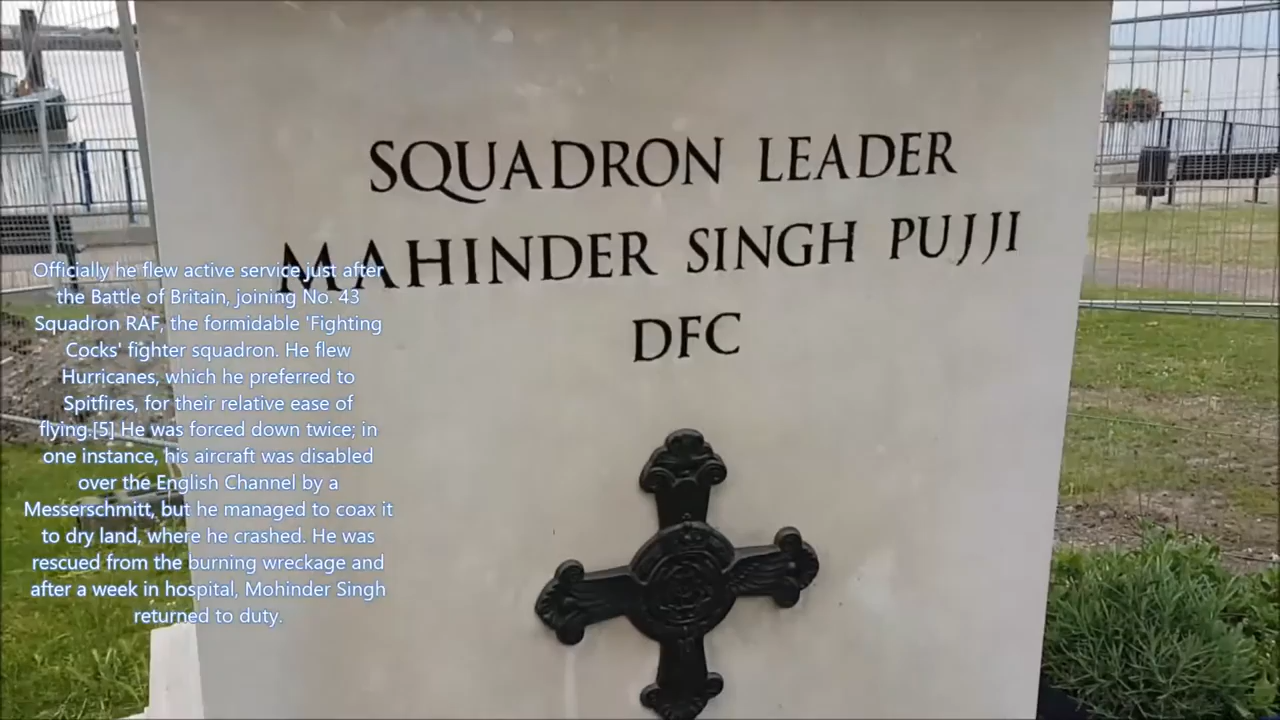 SQUADRON LEADER
MAHINDER SINGH PUJJI
DFC
Officially he flew active service just after
the Battle of Britain, joining No. 43
Squadron RAF, the formidable 'Fighting
Cocks' fighter squadron. He flew
Hurricanes, which he preferred to
Spitfires, for their relative ease of
flying.[5] He was forced down twice; in
one instance, his aircraft was disabled
over the English Channel by a
Messerschmitt, but he managed to coax it
to dry land, where he crashed. He was
rescued from the burning wreckage and
after a week in hospital, Mohinder Singh
returned to duty.